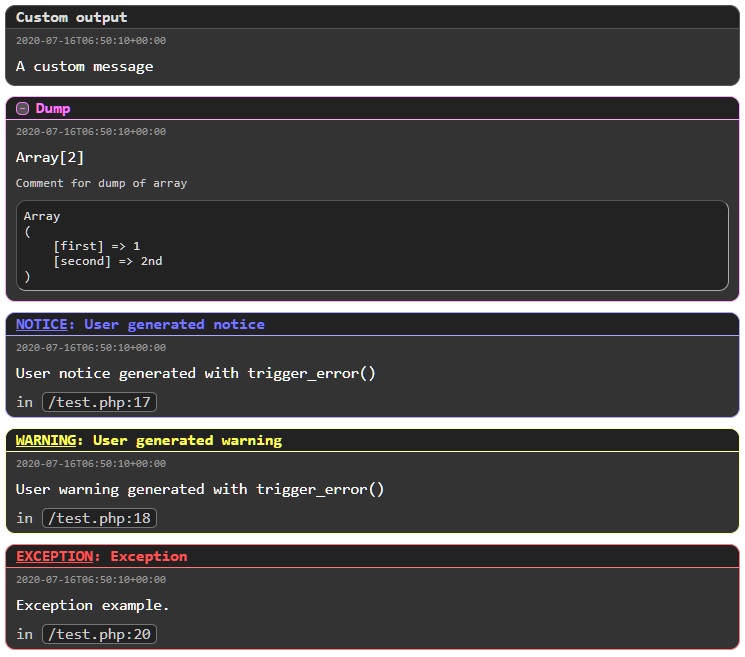 Custom output
2020-07-16T06:50:10+00:00
A custom message
Dump
2020-07-16T06:50:10+00:00
Array[2]
Comment for dump of array
Array
(
    [first] => 1
    [second] => 2nd
)
NOTICE: User generated notice
2020-07-16T06:50:10+00:00
User notice generated with trigger_error()
in /test.php:17
WARNING: User generated warning
2020-07-16T06:50:10+00:00
User warning generated with trigger_error()
in /test.php:18
EXCEPTION: Exception
2020-07-16T06:50:10+00:00
Exception example.
in /test.php:20